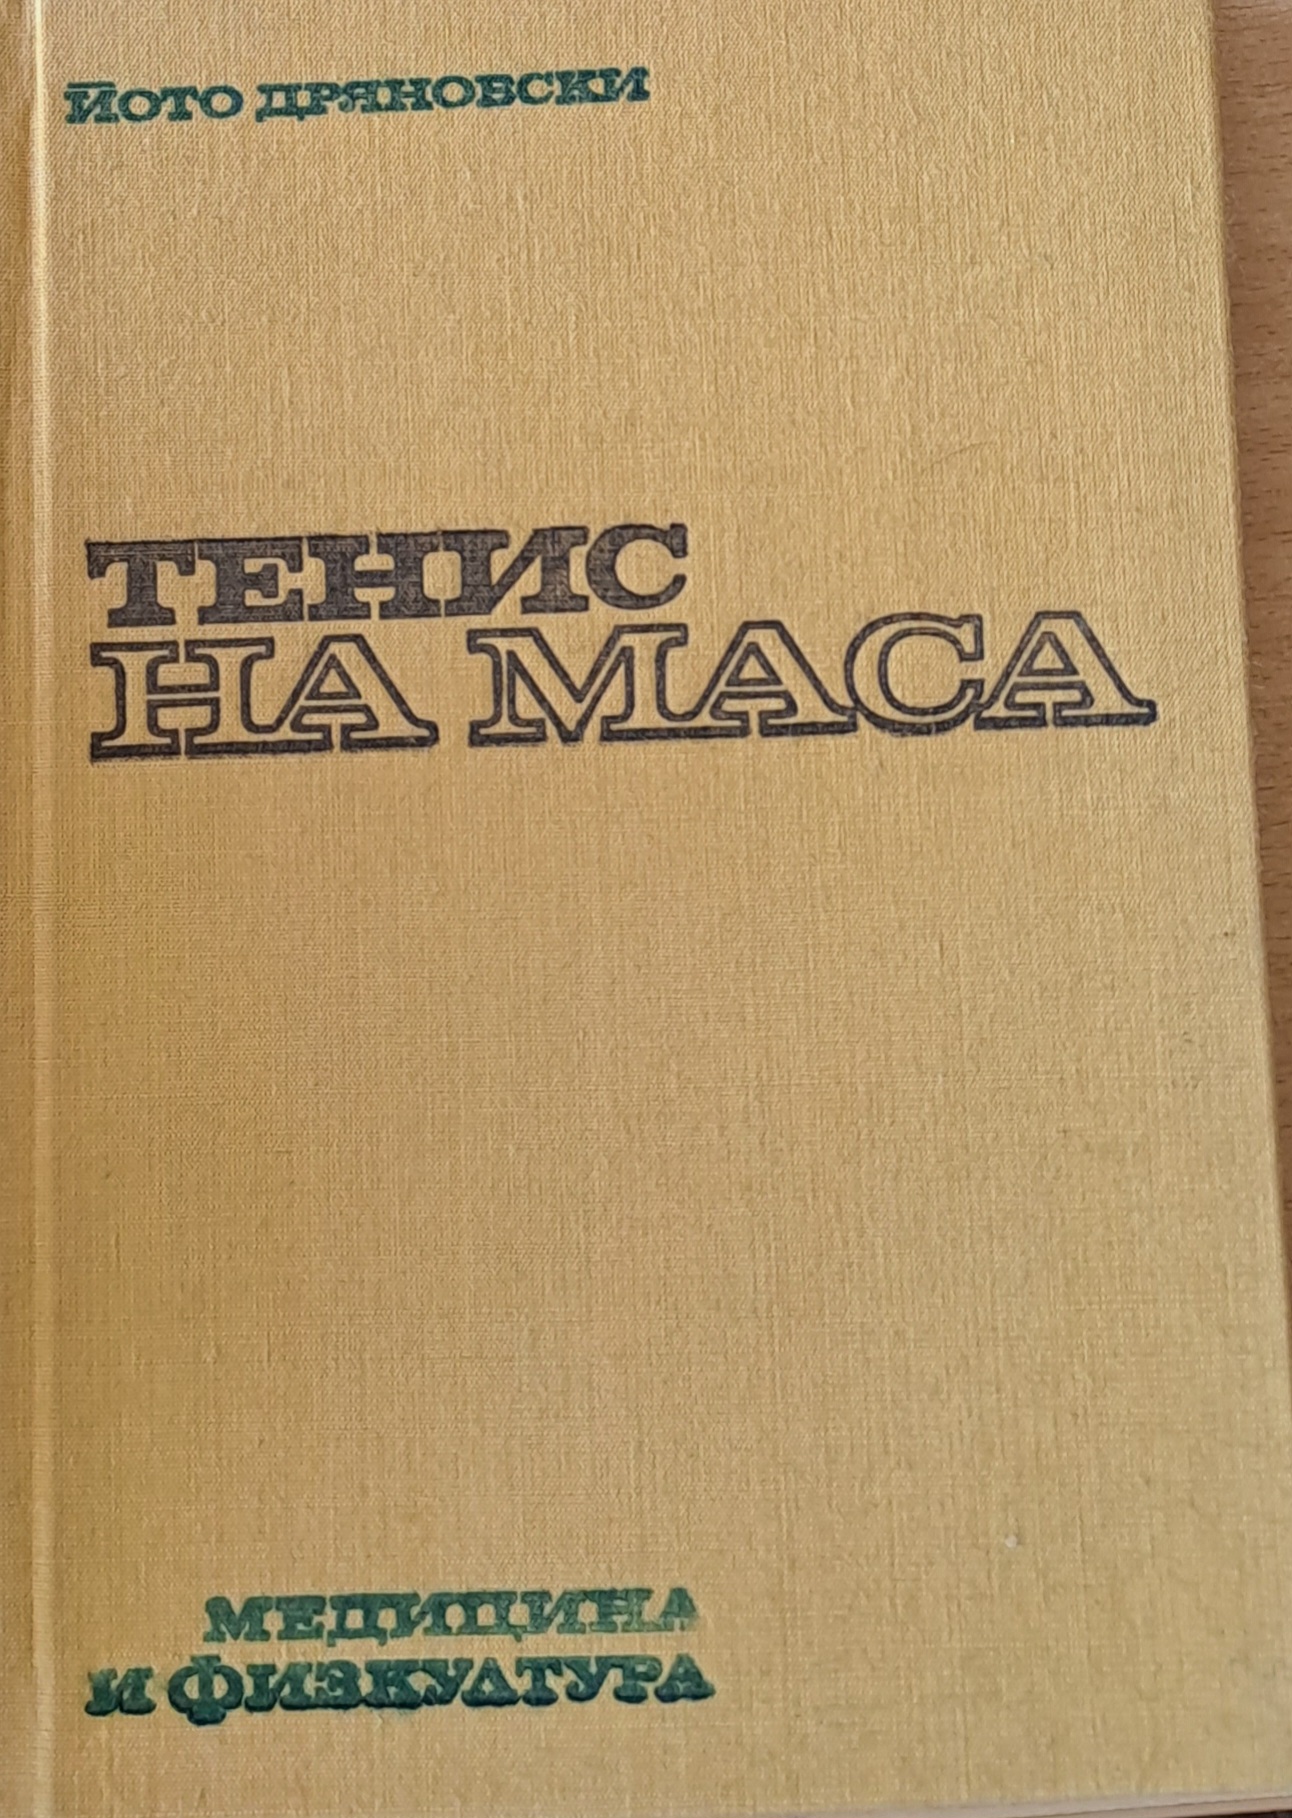 ЙОТО ДРЯНОВСКИ
ТЕНИС
НА МАСА
МЕДИЦИНА
И ФИЗКУЛТУРА